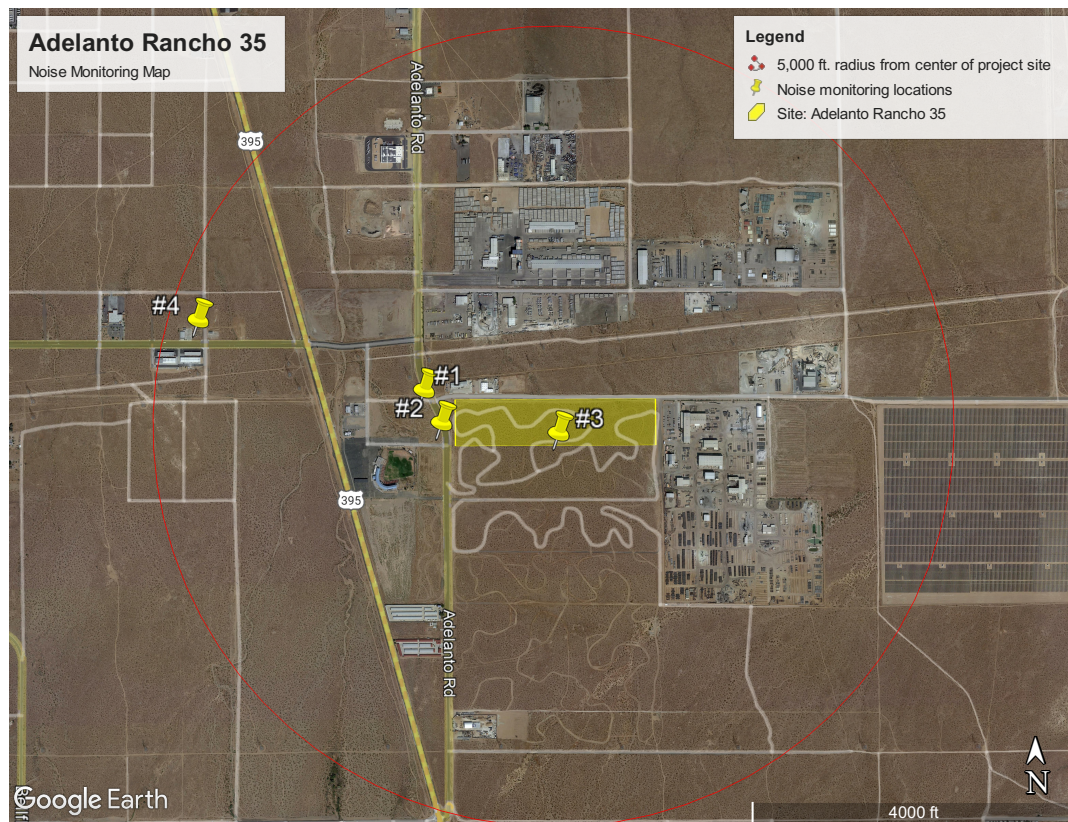 Adelanto Rancho 35
Noise Monitoring Map
Legend
5,000 ft. radius from center of project site
Noise monitoring locations
Site: Adelanto Rancho 35
Adelanto Rd
395
#4
#1
#2
#3
395
Adelanto Rd
Google Earth
N
4000 ft